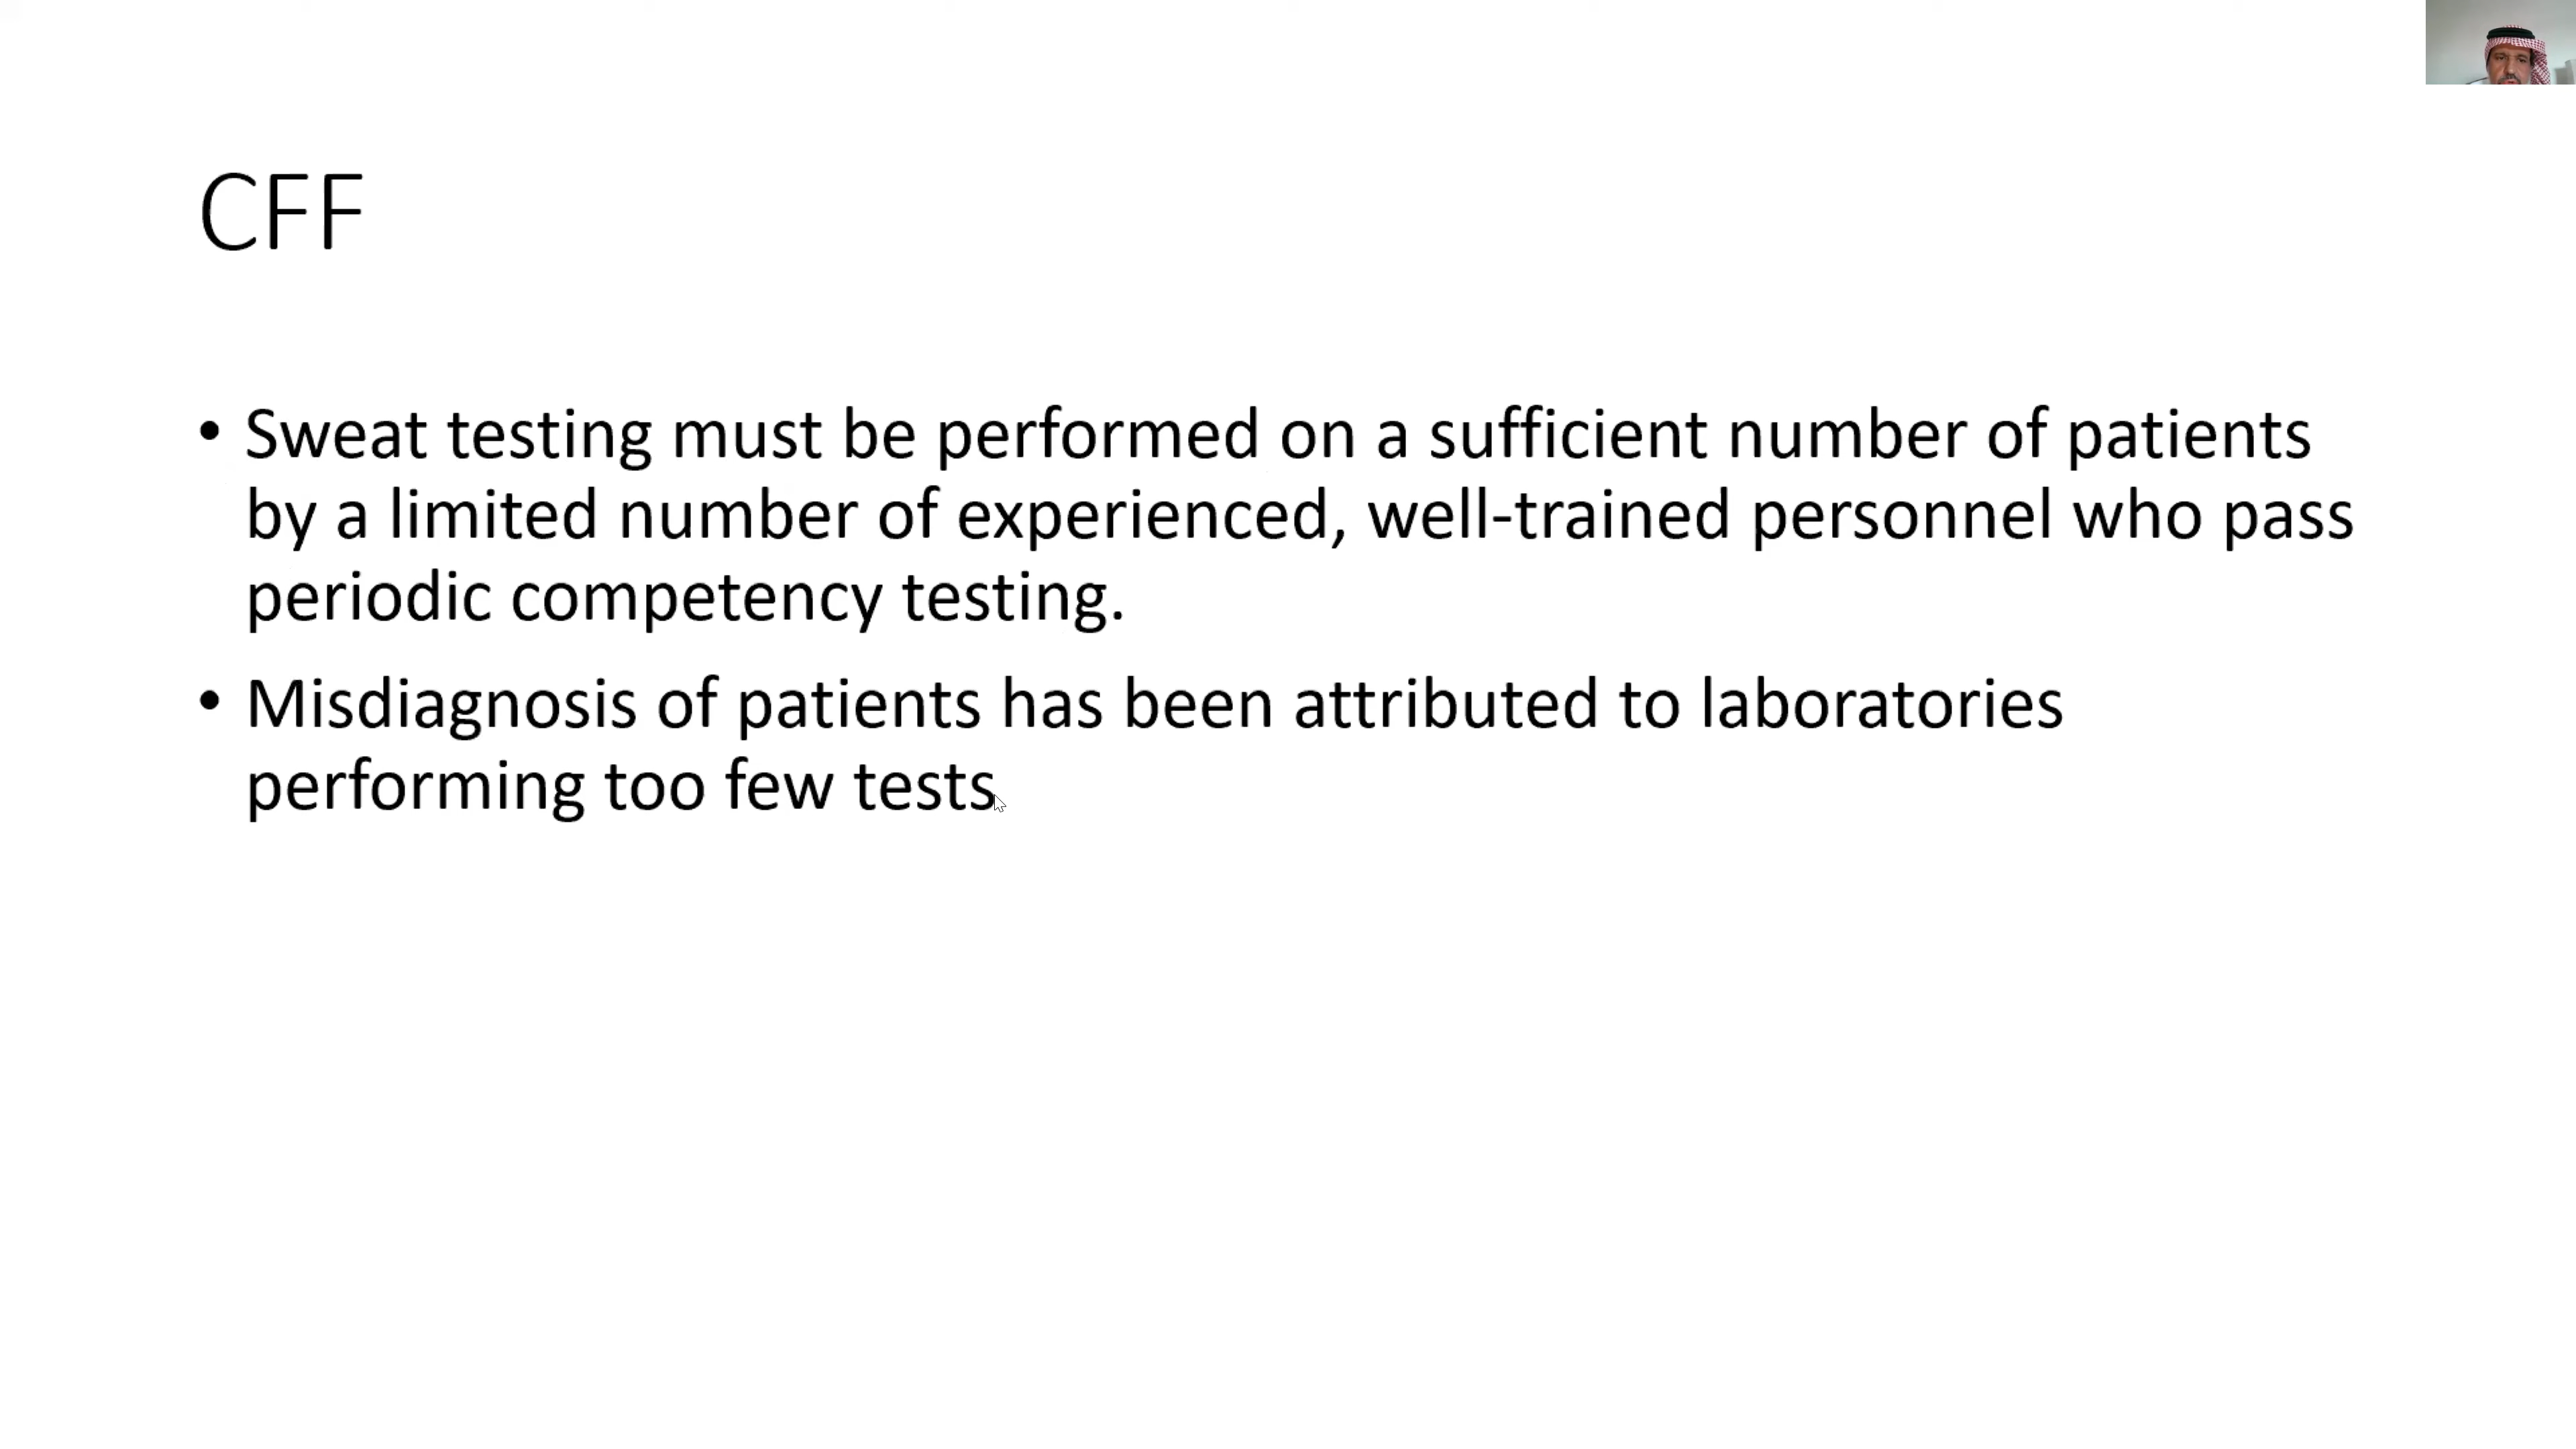 CFF
• Sweat testing must be performed on a sufficient number of patients
by a limited number of experienced, well-trained personnel who pass
periodic competency testing.
• Misdiagnosis of patients has been attributed to laboratories
performing too few tests